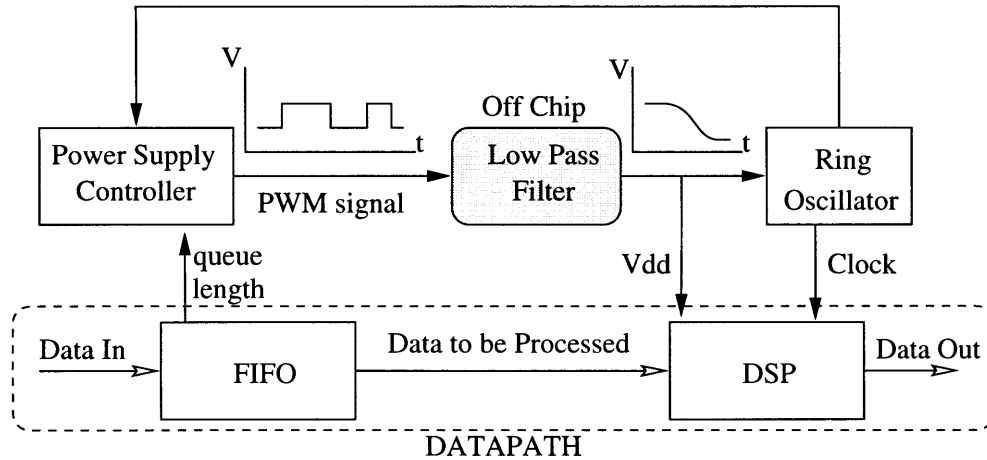 V
V
Off Chip
Power Supply
Controller
t
Low Pass
Filter
t
Ring
Oscillator
PWM signal
queue
length
Vdd
Clock
Data In
FIFO
Data to be Processed
DSP
Data Out
DATAPATH